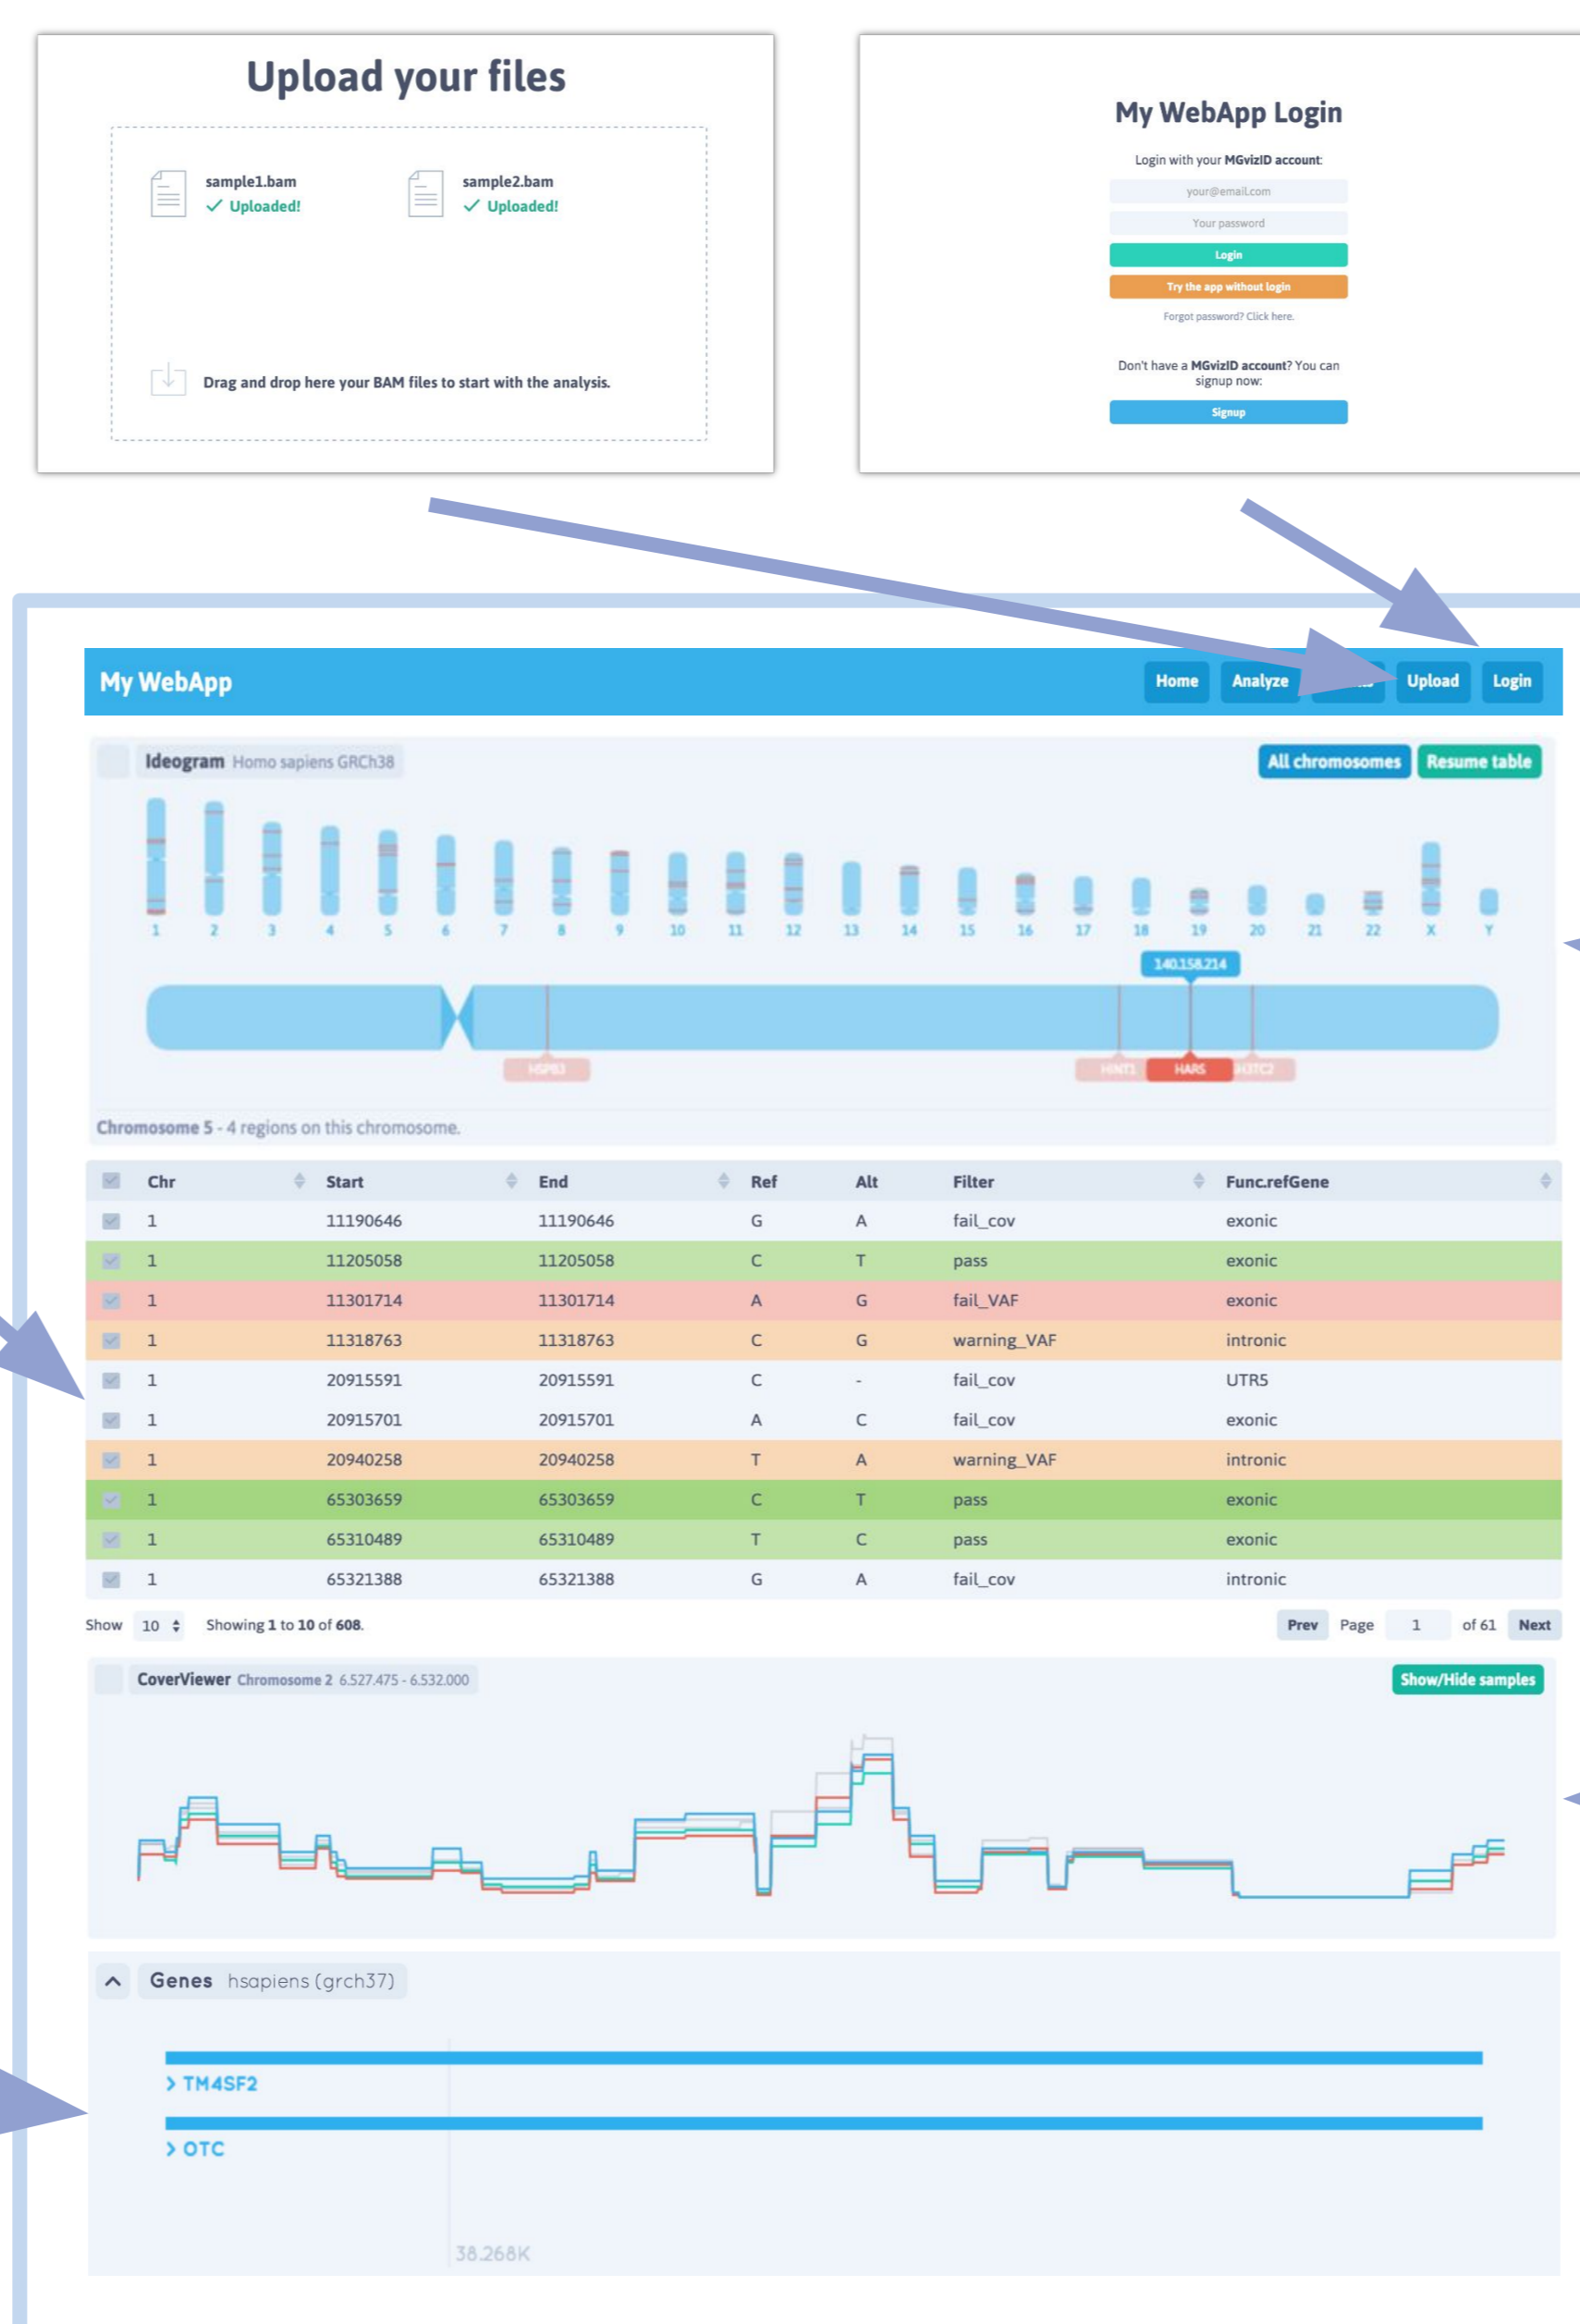 Upload your files
sample1.bam
✓ Uploaded!
sample2.bam
✓ Uploaded!
Drag and drop here your BAM files to start with the analysis.
My WebApp Login
Login with your MGvizID account:
your@email.com
Your password
Login
Try the app without login
Forgot password? Click here.
Don't have a MGvizID account? You can
signup now:
Signup
My WebApp
Home Analyze Upload Login
Ideogram Homo sapiens GRCh38
All chromosomes Resume table
1 2 3 4 5 6 7 8 9 10 11 12 13 14 15 16 17 18 19 20 21 22 X Y
140.158.214
HSPB3 HINT1 HARS H3TC2
Chromosome 5 - 4 regions on this chromosome.
Chr Start End Ref Alt Filter Func.refGene
1 11190646 11190646 G A fail_cov exonic
1 11205058 11205058 C T pass exonic
1 11301714 11301714 A G fail_VAF exonic
1 11318763 11318763 C G warning_VAF intronic
1 20915591 20915591 C - fail_cov UTR5
1 20915701 20915701 A C fail_cov exonic
1 20940258 20940258 T A warning_VAF intronic
1 65303659 65303659 C T pass exonic
1 65310489 65310489 T C pass exonic
1 65321388 65321388 G A fail_cov intronic
Show 10 Showing 1 to 10 of 608.
Prev Page 1 of 61 Next
CoverViewer Chromosome 2 6.527.475 - 6.532.000
Show/Hide samples
Genes hsapiens (grch37)
> TM4SF2
> OTC
38.268K